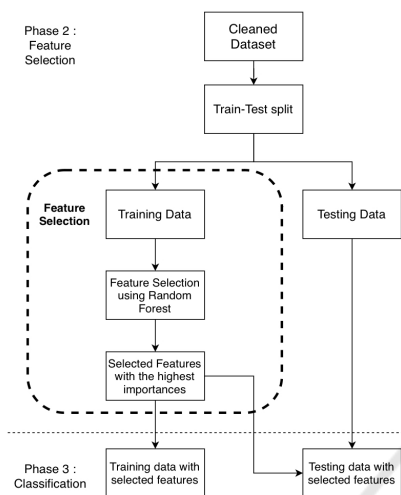 Phase 2 :
Feature
Selection
Cleaned
Dataset
Train-Test split
Feature
Selection
Training Data
Testing Data
Feature Selection
using Random
Forest
Selected Features
with the highest
importances
Phase 3 :
Classification
Training data with
selected features
Testing data with
selected features